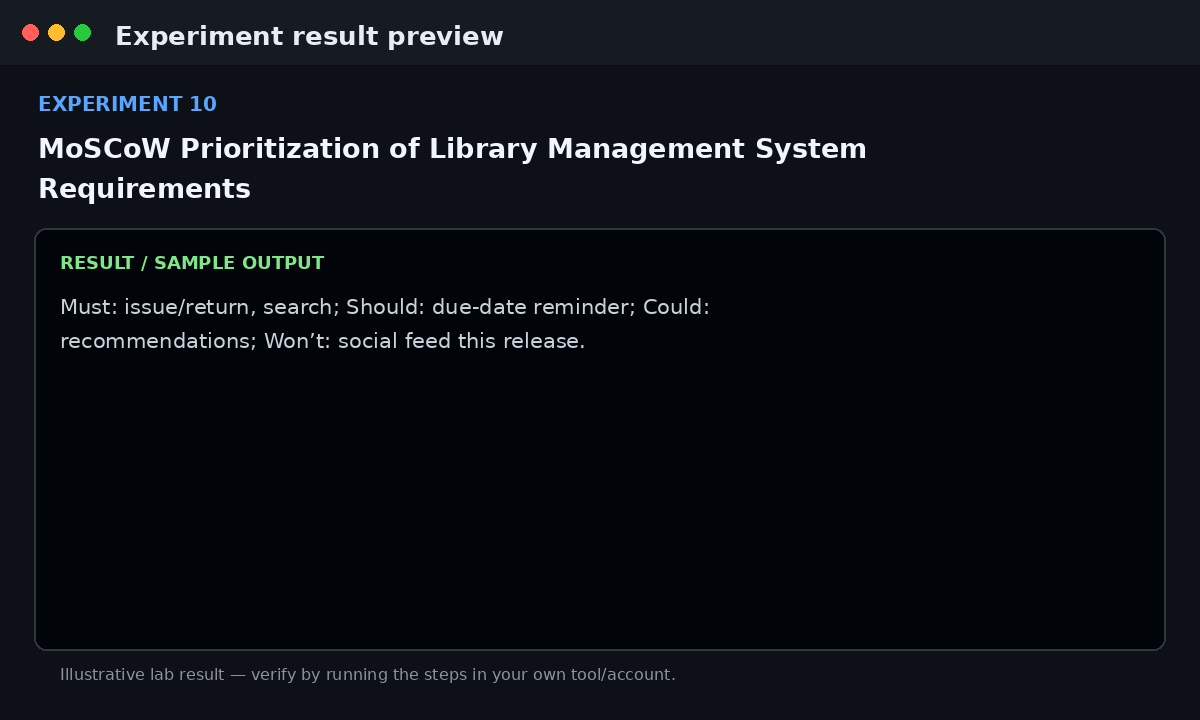 Experiment result preview
EXPERIMENT 10
MoSCoW Prioritization of Library Management System
Requirements
RESULT / SAMPLE OUTPUT
Must: issue/return, search; Should: due-date reminder; Could:
recommendations; Won’t: social feed this release.
Illustrative lab result — verify by running the steps in your own tool/account.